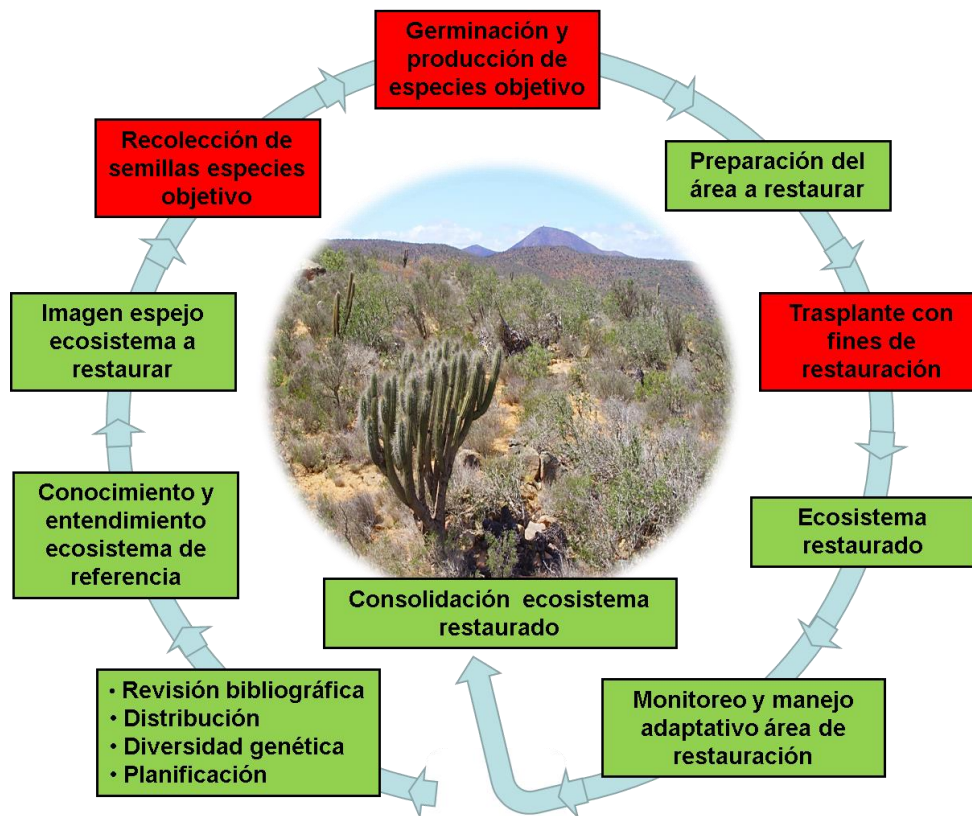 Germinación y
producción de
especies objetivo
Recolección de
semillas especies
objetivo
Preparación del
área a restaurar
Imagen espejo
ecosistema a
restaurar
Trasplante con
fines de
restauración
Conocimiento y
entendimiento
ecosistema de
referencia
Ecosistema
restaurado
Consolidación ecosistema
restaurado
• Revisión bibliográfica
• Distribución
• Diversidad genética
• Planificación
Monitoreo y manejo
adaptativo área de
restauración